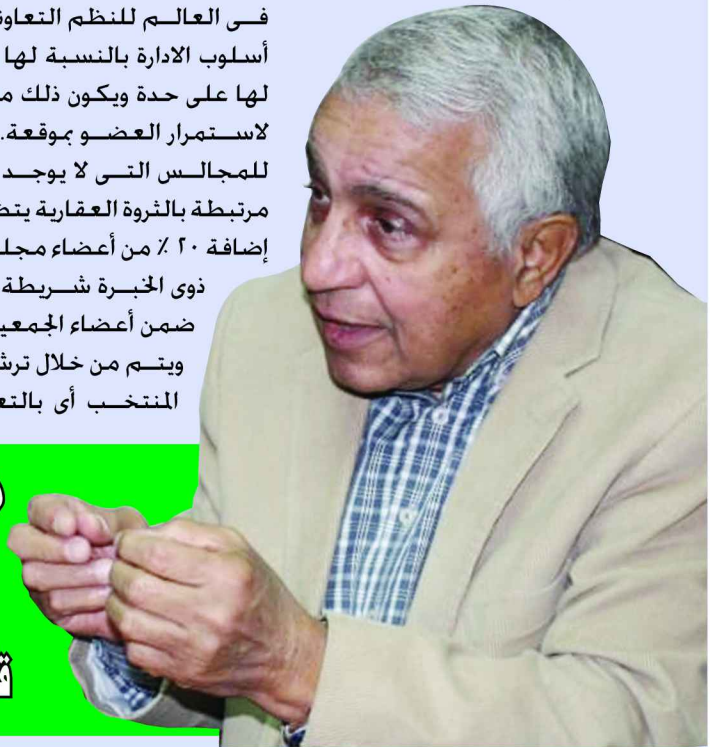 فــى العالــم للنظم التعاون
أسلوب الادارة بالنسبة لها
لها على حدة ويكون ذلك م
لاســتمرار العضــو بموقعة.
للمجالــس التــى لا يوجــد
مرتبطة بالثروة العقارية يتض
إضافة ٢٠ ٪ من أعضاء مجل
ذوى الخبــرة شــريطة
ضمن أعضاء الجمعي
ويتــم من خلال ترش
المنتخــب أى بالتع